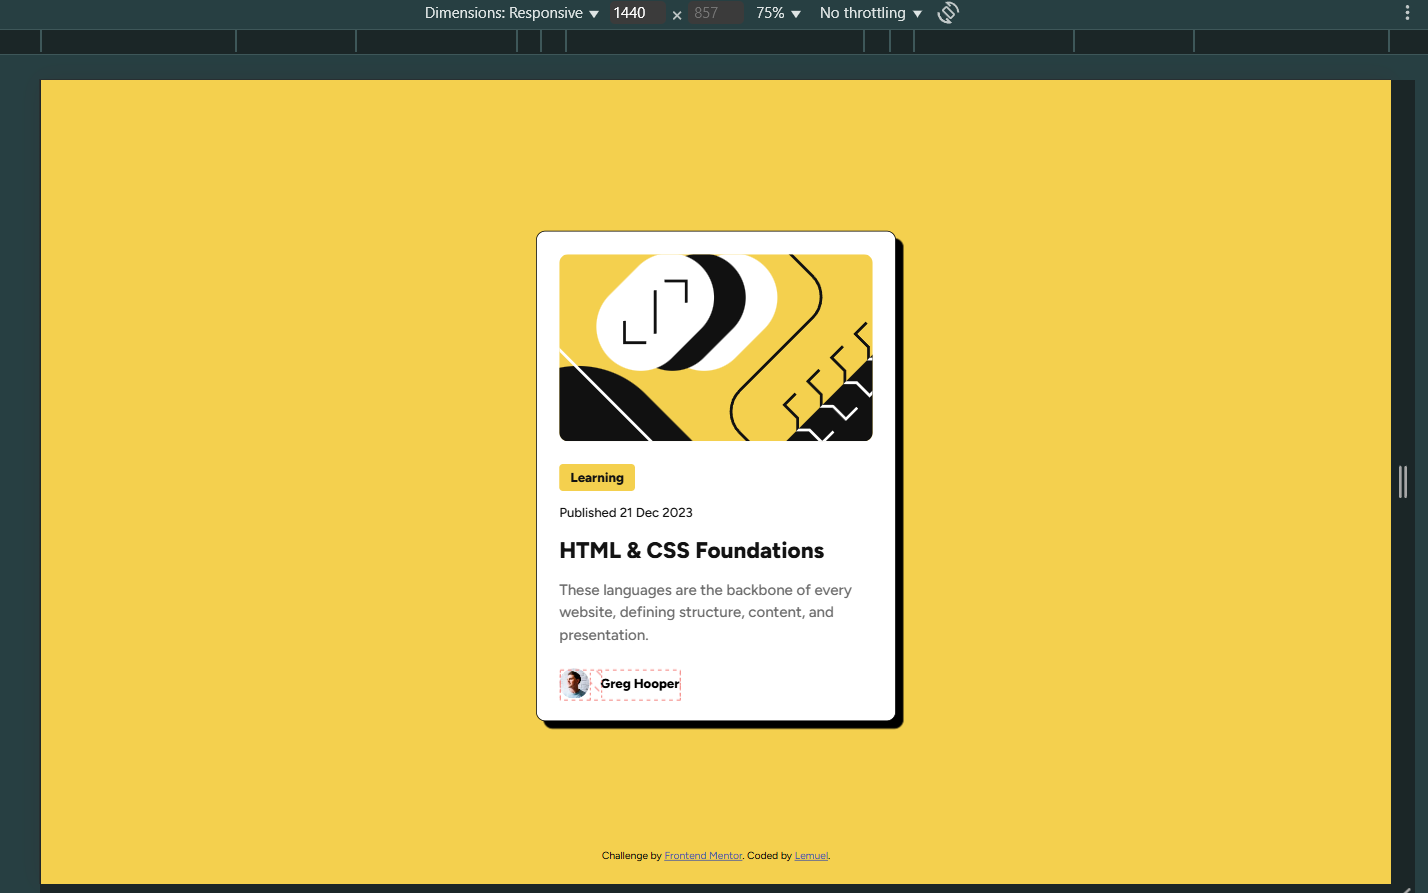 Dimensions: Responsive 1440 × 857 75% No throttling
Learning
Published 21 Dec 2023
HTML & CSS Foundations
These languages are the backbone of every
website, defining structure, content, and
presentation.
Greg Hooper
Challenge by Frontend Mentor. Coded by Lemuel.